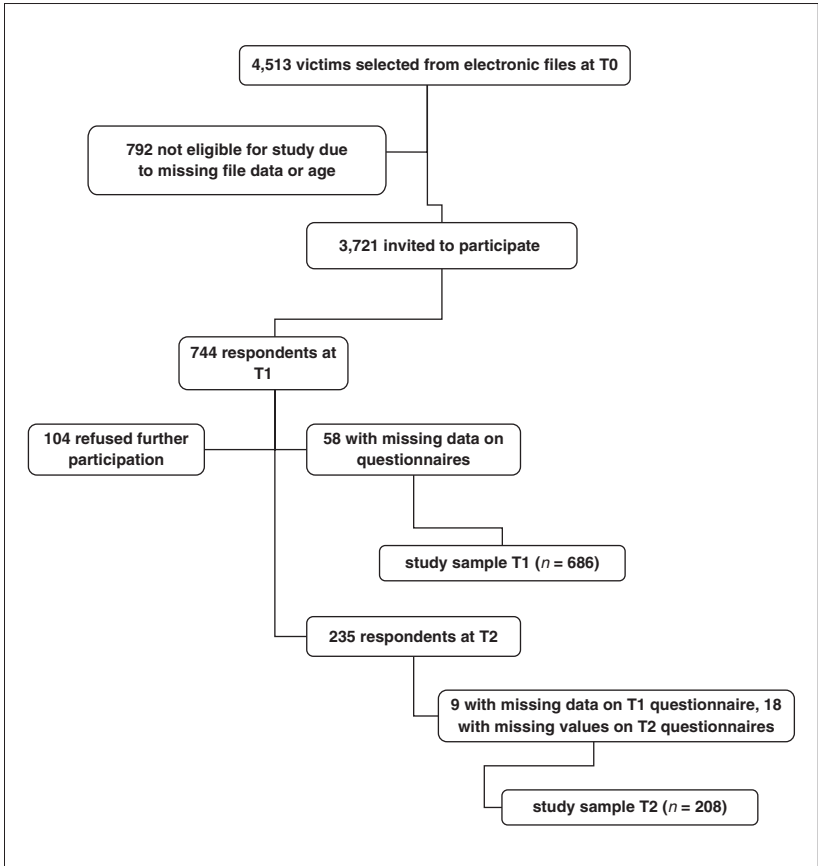 4,513 victims selected from electronic files at T0
792 not eligible for study due
to missing file data or age
3,721 invited to participate
744 respondents at
T1
104 refused further
participation
58 with missing data on
questionnaires
study sample T1 (n = 686)
235 respondents at T2
9 with missing data on T1 questionnaire, 18
with missing values on T2 questionnaires
study sample T2 (n = 208)